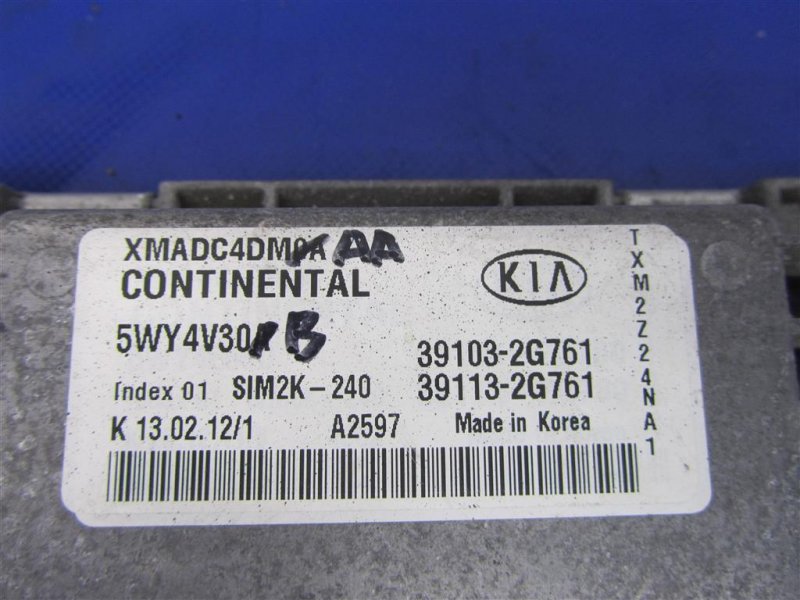 XMADC4DM0A AA
CONTINENTAL
KIA
5WY4V30 B
39103-2G761
Index 01 SIM2K-240 39113-2G761
K 13.02.12/1 A2597 Made in Korea
TXM2Z24NA1